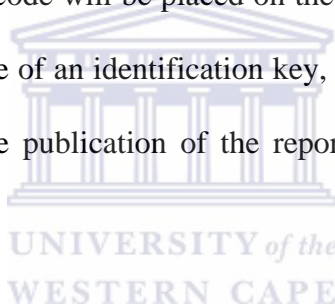 code will be placed on the
e of an identification key,
e publication of the repor
UNIVERSITY of the
WESTERN CAPE